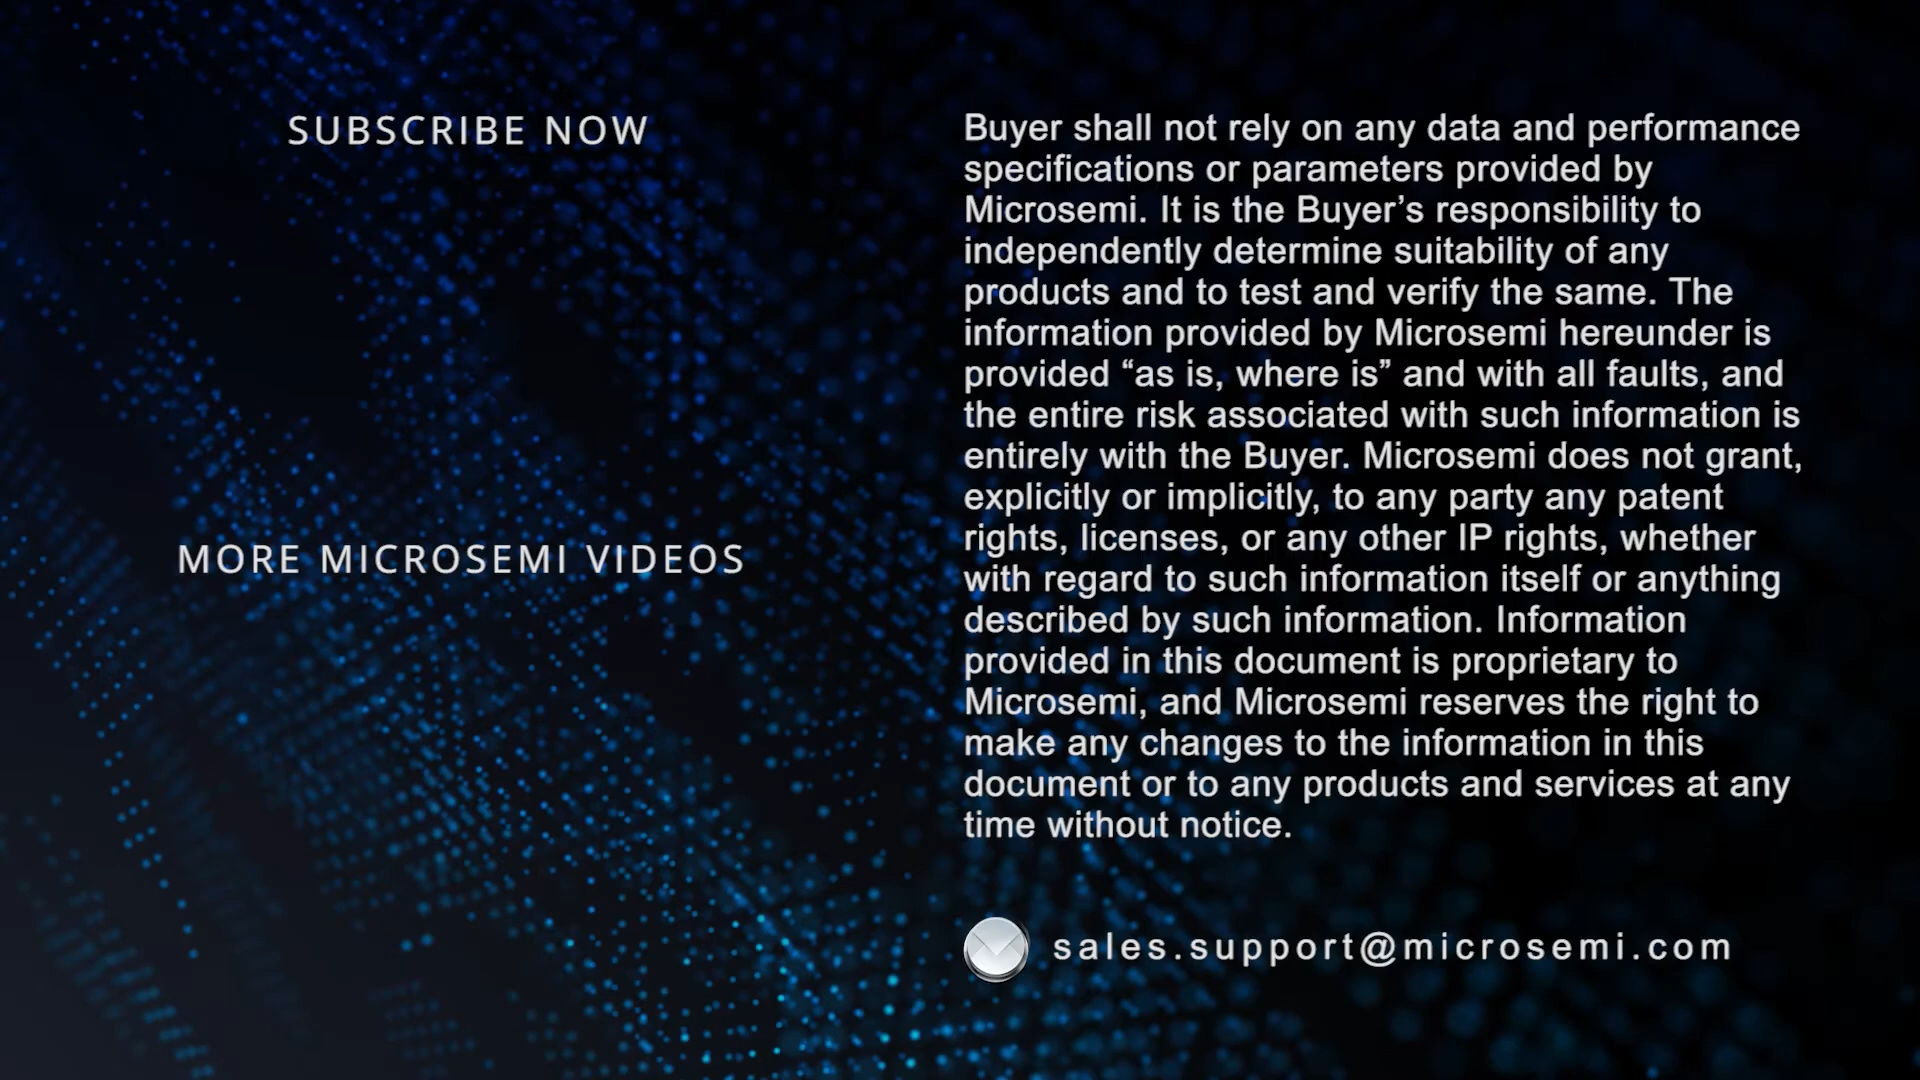 SUBSCRIBE NOW
MORE MICROSEMI VIDEOS
Buyer shall not rely on any data and performance
specifications or parameters provided by
Microsemi. It is the Buyer’s responsibility to
independently determine suitability of any
products and to test and verify the same. The
information provided by Microsemi hereunder is
provided “as is, where is” and with all faults, and
the entire risk associated with such information is
entirely with the Buyer. Microsemi does not grant,
explicitly or implicitly, to any party any patent
rights, licenses, or any other IP rights, whether
with regard to such information itself or anything
described by such information. Information
provided in this document is proprietary to
Microsemi, and Microsemi reserves the right to
make any changes to the information in this
document or to any products and services at any
time without notice.
sales.support@microsemi.com